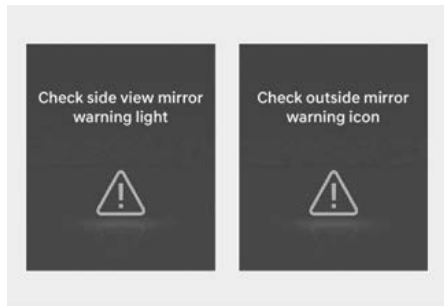 Check side view mirror
warning light
Check outside mirror
warning icon